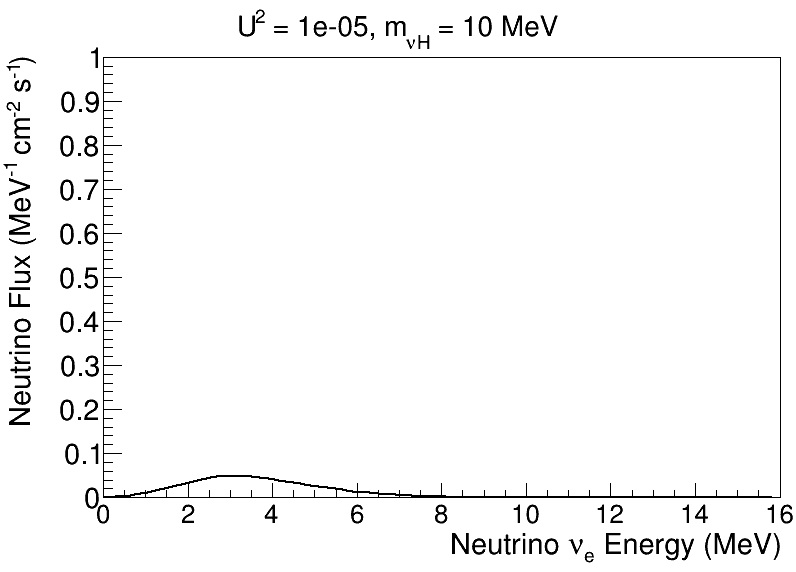 U² = 1e-05, m_νH = 10 MeV
Neutrino Flux (MeV⁻¹ cm⁻² s⁻¹)
1
0.9
0.8
0.7
0.6
0.5
0.4
0.3
0.2
0.1
0
0 2 4 6 8 10 12 14 16
Neutrino ν_e Energy (MeV)